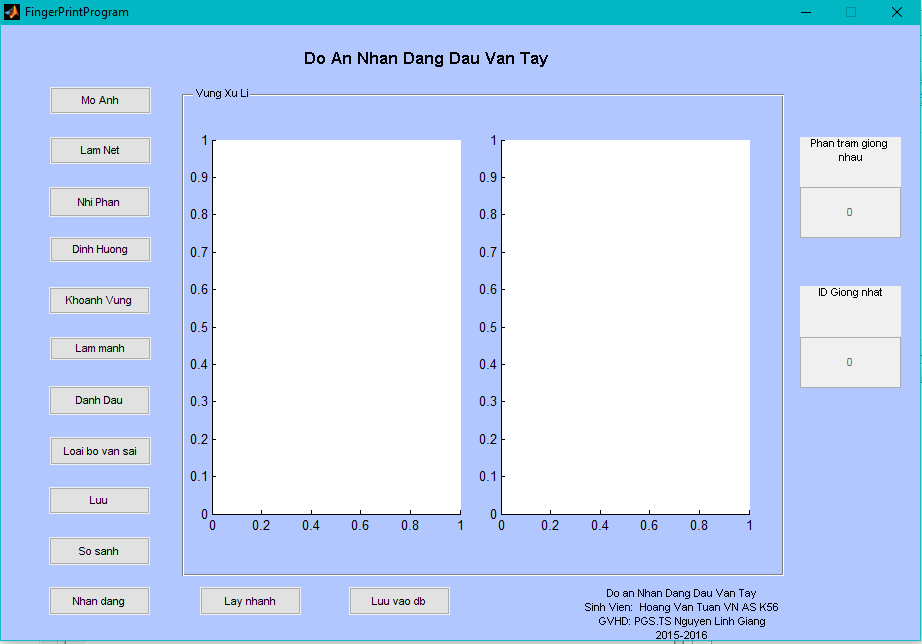 FingerPrintProgram
Do An Nhan Dang Dau Van Tay
Mo Anh
Lam Net
Nhi Phan
Dinh Huong
Khoanh Vung
Lam manh
Danh Dau
Loai bo van sai
Luu
So sanh
Nhan dang
Vung Xu Li
1
0.9
0.8
0.7
0.6
0.5
0.4
0.3
0.2
0.1
0
0 0.2 0.4 0.6 0.8 1
1
0.9
0.8
0.7
0.6
0.5
0.4
0.3
0.2
0.1
0
0 0.2 0.4 0.6 0.8 1
Phan tram giong
nhau
0
ID Giong nhat
0
Lay nhanh
Luu vao db
Do an Nhan Dang Dau Van Tay
Sinh Vien: Hoang Van Tuan VN AS K56
GVHD: PGS.TS Nguyen Linh Giang
2015-2016